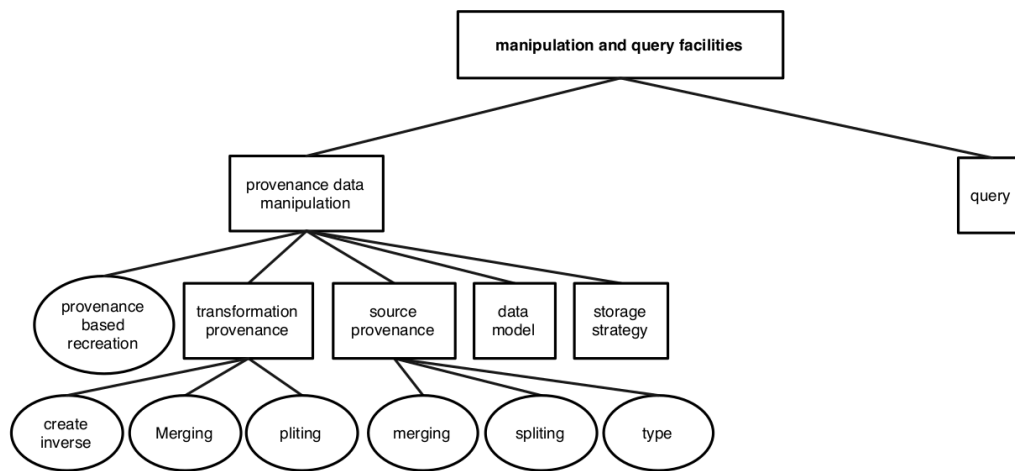 manipulation and query facilities
provenance data
manipulation
query
provenance
based
recreation
transformation
provenance
source
provenance
data
model
storage
strategy
create
inverse
Merging
pliting
merging
spliting
type